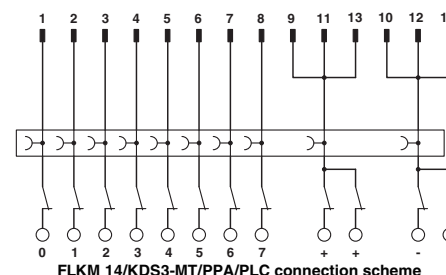 1 2 3 4 5 6 7 8 9 11 13 10 12 1
0 1 2 3 4 5 6 7 + + -
FLKM 14/KDS3-MT/PPA/PLC connection scheme